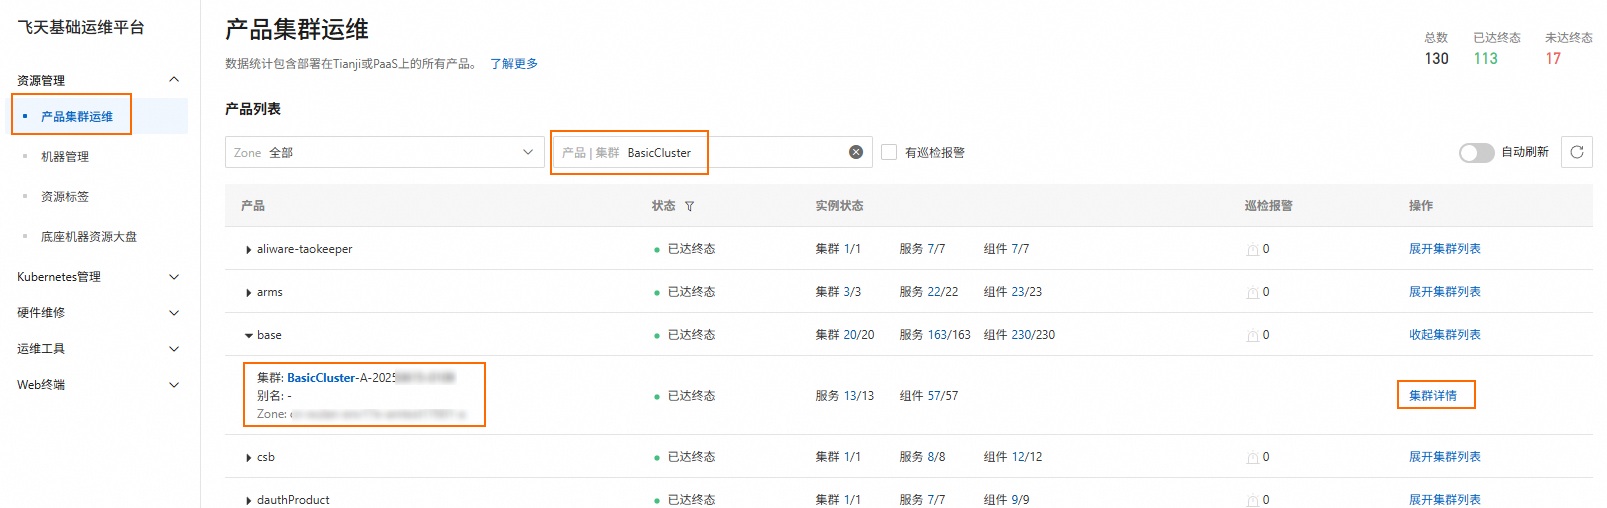 飞天基础运维平台
资源管理
产品集群运维
机器管理
资源标签
底座机器资源大盘
Kubernetes管理
硬件维修
运维工具
Web终端
产品集群运维
数据统计包含部署在Tianji或PaaS上的所有产品。 了解更多
总数 已达终态 未达终态
130 113 17
产品列表
Zone 全部 产品 | 集群 BasicCluster 有巡检报警 自动刷新
产品 状态 实例状态 巡检报警 操作
aliware-taokeeper 已达终态 集群 1/1 服务 7/7 组件 7/7 0 展开集群列表
arms 已达终态 集群 3/3 服务 22/22 组件 23/23 0 展开集群列表
base 已达终态 集群 20/20 服务 163/163 组件 230/230 0 收起集群列表
集群: BasicCluster-A-2025
别名: -
Zone:
已达终态 服务 13/13 组件 57/57 集群详情
csb 已达终态 集群 1/1 服务 8/8 组件 12/12 0 展开集群列表
dauthProduct 已达终态 集群 1/1 服务 7/7 组件 9/9 0 展开集群列表